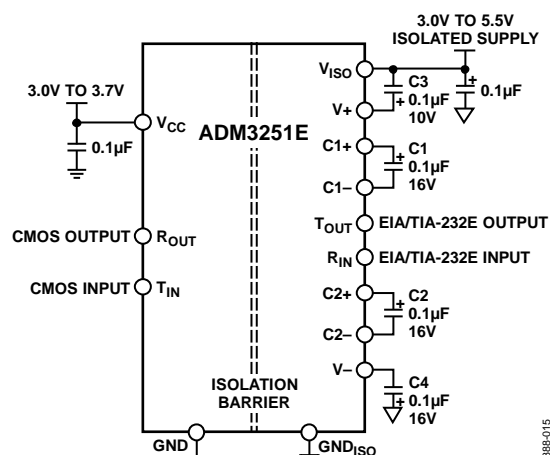 3.0V TO 5.5V
ISOLATED SUPPLY
3.0V TO 3.7V
0.1µF
VCC
ADM3251E
VISO
V+
+ C3
0.1µF
10V
+
0.1µF
C1+
C1–
+ C1
0.1µF
16V
CMOS OUTPUT
ROUT
TOUT
EIA/TIA-232E OUTPUT
RIN
EIA/TIA-232E INPUT
CMOS INPUT
TIN
C2+
C2–
+ C2
0.1µF
16V
V–
C4
+ 0.1µF
16V
ISOLATION
BARRIER
GND
GNDISO
388-015